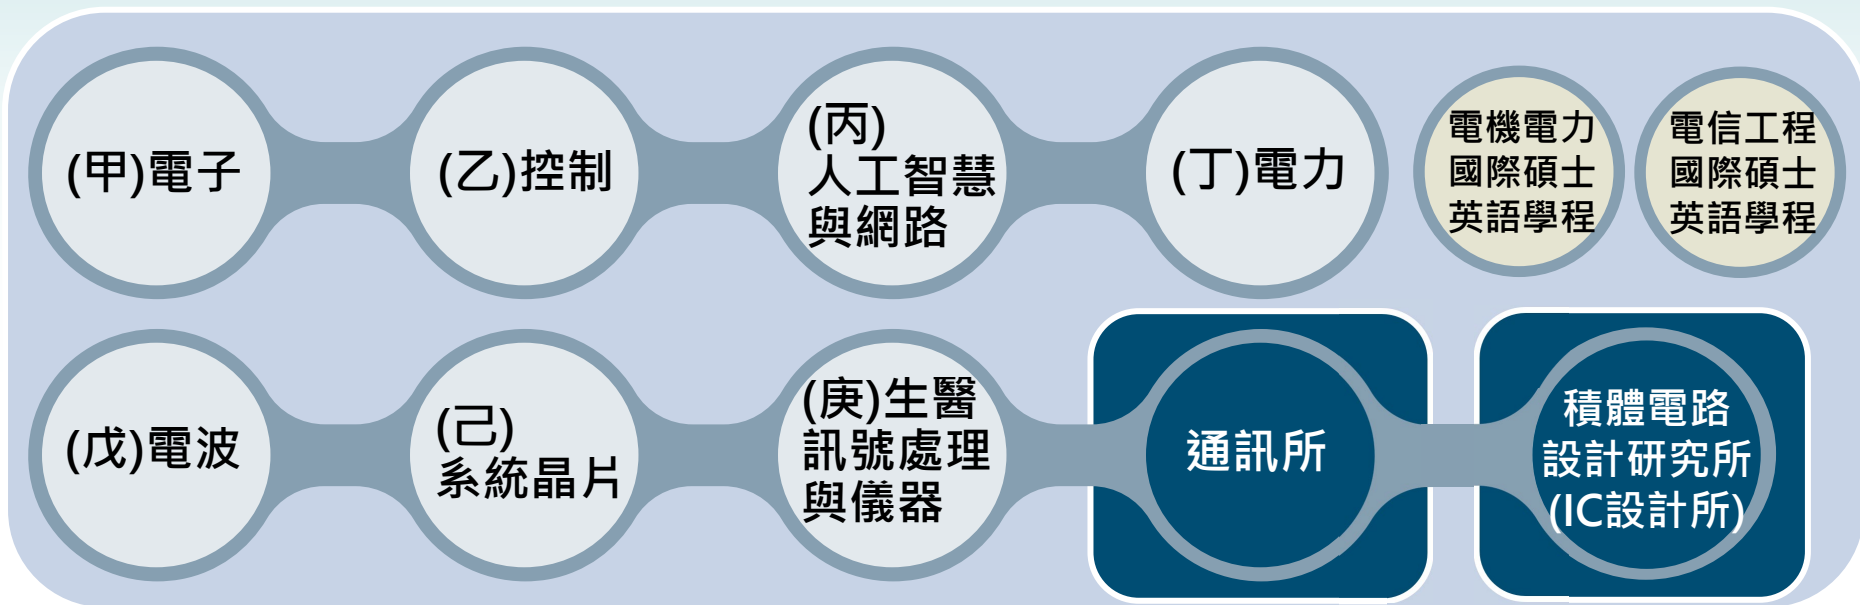 (甲)電子
(乙)控制
(丙)
人工智慧
與網路
(丁)電力
電機電力
國際碩士
英語學程
電信工程
國際碩士
英語學程
(戊)電波
(己)
系統晶片
(庚)生醫
訊號處理
與儀器
通訊所
積體電路
設計研究所
(IC設計所)